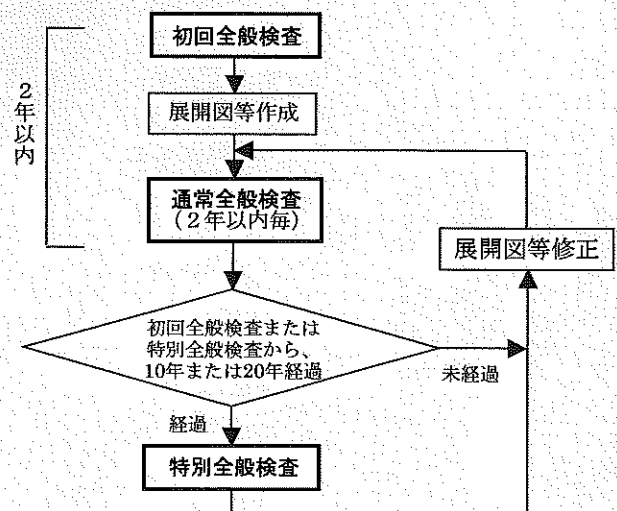 初回全般検査
2年以内
展開図等作成
通常全般検査
(2年以内毎)
展開図等修正
初回全般検査または
特別全般検査から、
10年または20年経過
未経過
経過
特別全般検査